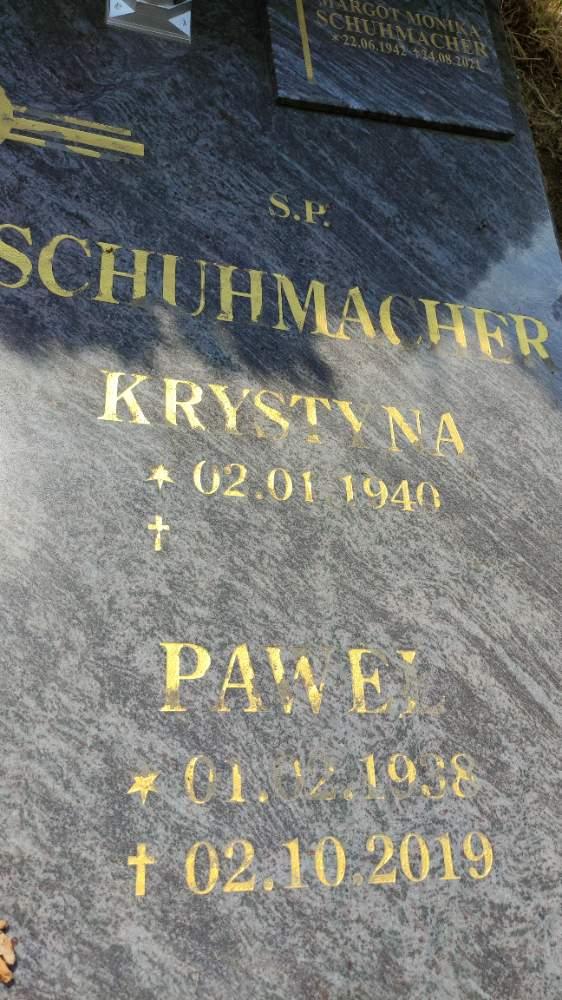 MARGOT MONIKA
SCHUHMACHER
*22.06.1942 †24.08.2021
S.P.
SCHUHMACHER
KRYSTYNA
* 02.01.1940
†
PAWEL
* 01.02.1938
† 02.10.2019